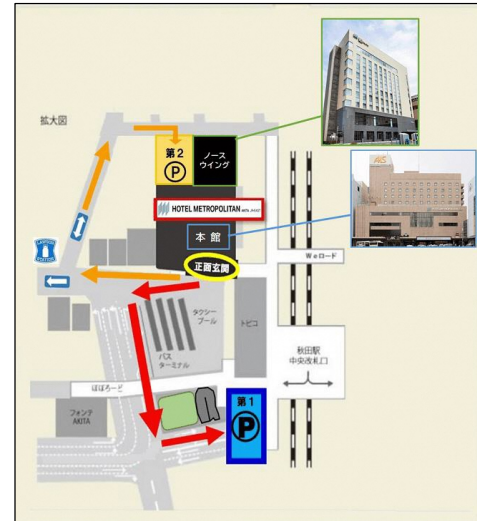 拡大図
第2
P
ノース
ウイング
HOTEL METROPOLITAN
本館
正面玄関
Weロード
LAWSON
タクシー
プール
トピコ
バス
ターミナル
秋田駅
中央改札口
ぽぽろーど
フォンテ
AKITA
第1
P